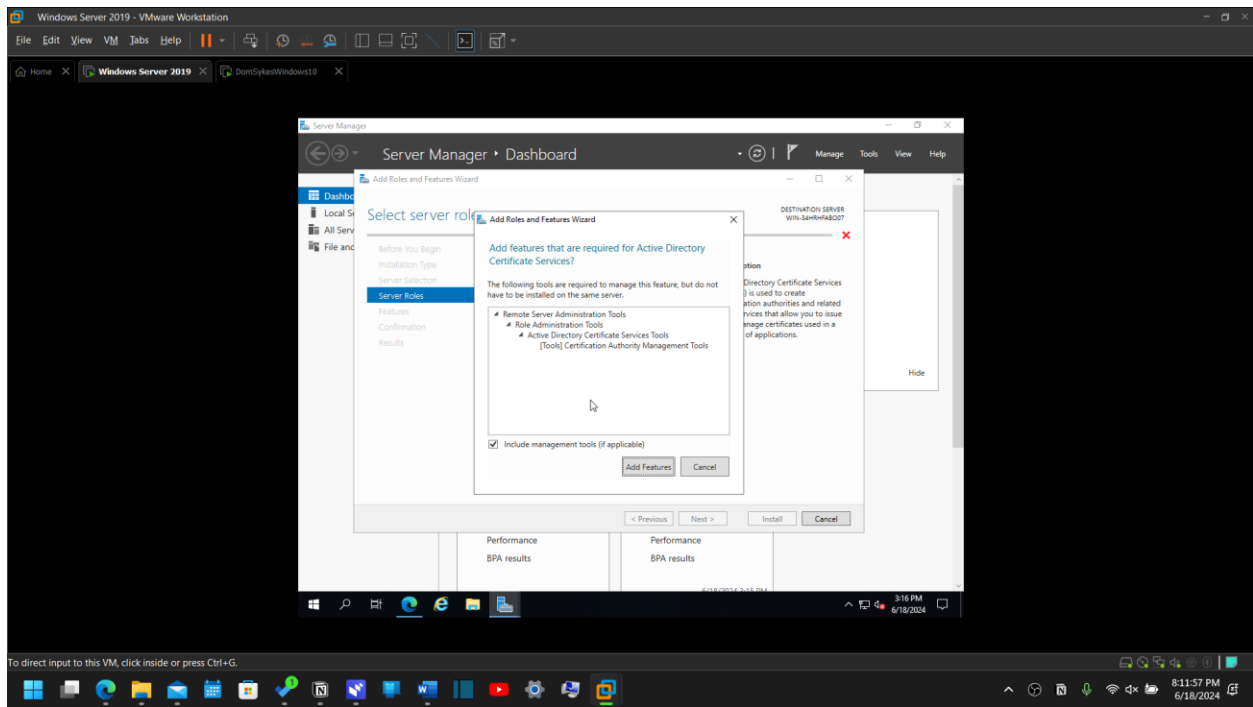 Windows Server 2019 - VMware Workstation
File Edit View VM Tabs Help
Home Windows Server 2019 DomSykesWindows10
Server Manager
Server Manager Dashboard
Manage Tools View Help
Add Roles and Features Wizard
Dashbo
Local Se
All Serv
File and
Select server role
DESTINATION SERVER
Before You Begin
Installation Type
Server Selection
Server Roles
Features
Confirmation
Results
Add Roles and Features Wizard
Add features that are required for Active Directory
Certificate Services?
The following tools are required to manage this feature, but do not
have to be installed on the same server.
Remote Server Administration Tools
Role Administration Tools
Active Directory Certificate Services Tools
[Tools] Certification Authority Management Tools
Include management tools (if applicable)
Add Features Cancel
ption
Directory Certificate Services
) is used to create
ation authorities and related
rvices that allow you to issue
anage certificates used in a
of applications.
Hide
< Previous Next > Install Cancel
Performance Performance
BPA results BPA results
3:16 PM
6/18/2024
To direct input to this VM, click inside or press Ctrl+G.
8:11:57 PM
6/18/2024